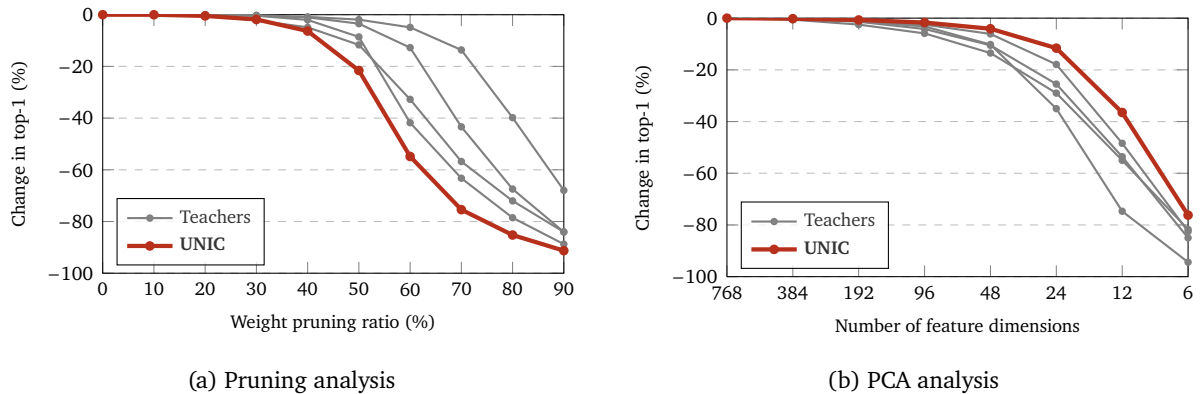 0
−20
−40
−60
−80
−100
Change in top-1 (%)
Teachers
UNIC
0 10 20 30 40 50 60 70 80 90
Weight pruning ratio (%)
(a) Pruning analysis
0
−20
−40
−60
−80
−100
Change in top-1 (%)
Teachers
UNIC
768 384 192 96 48 24 12 6
Number of feature dimensions
(b) PCA analysis